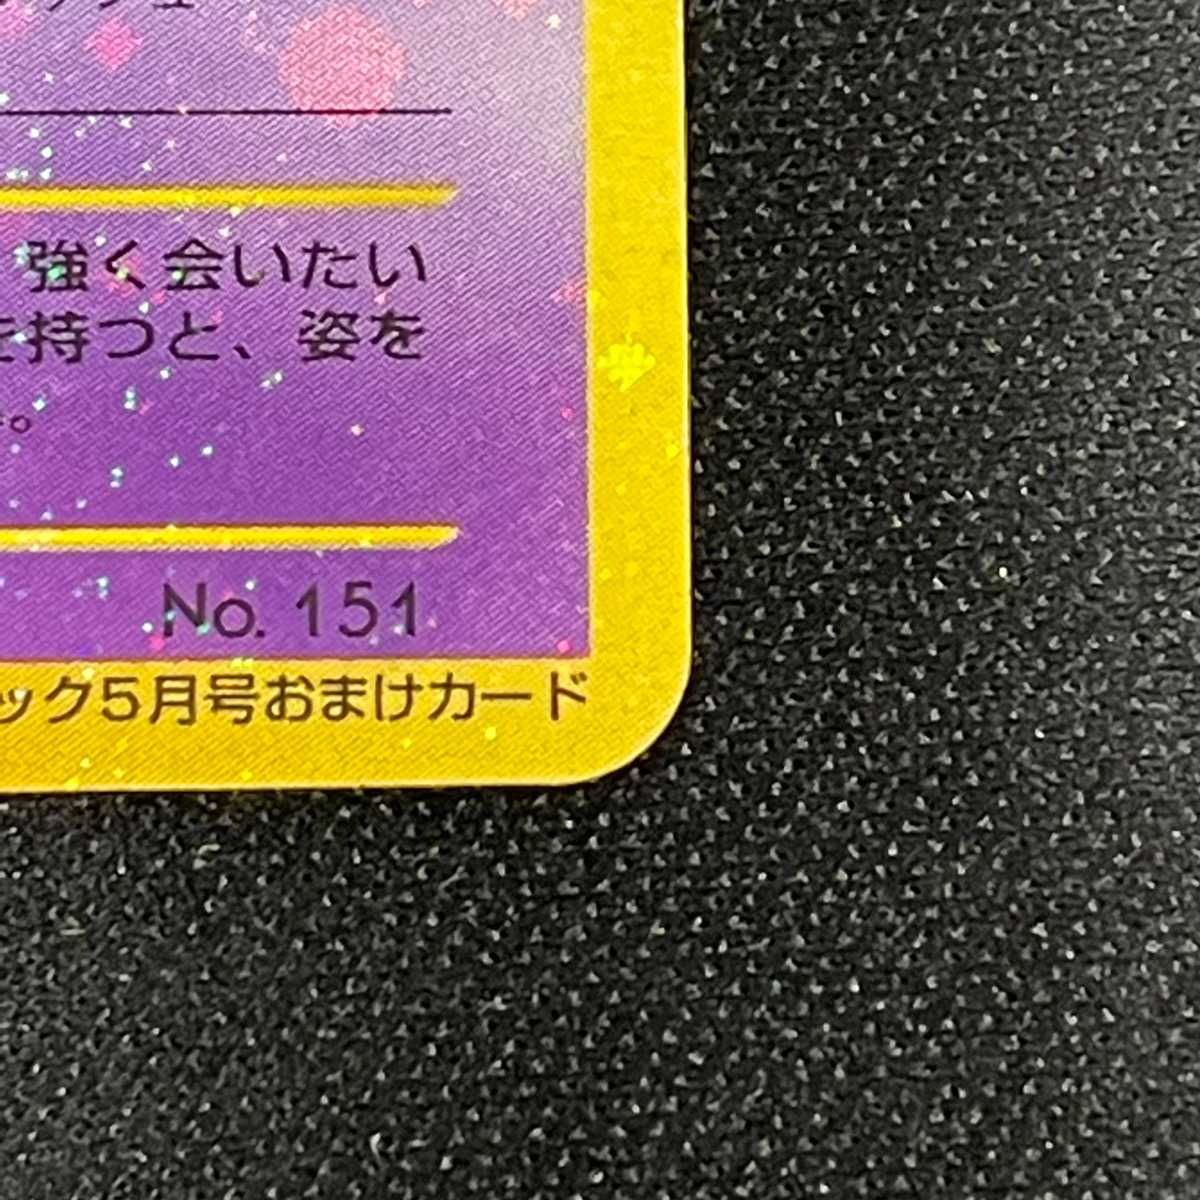 強く会いたい
を持つと、姿を
。
No. 151
ック5月号おまけカード